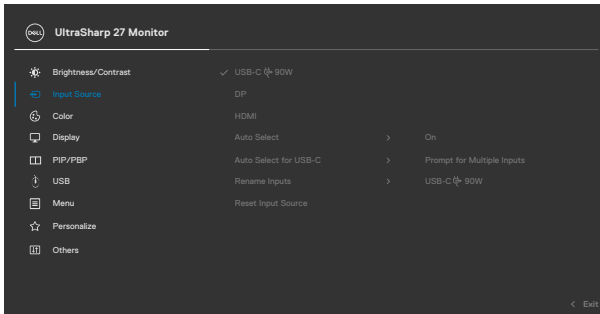 DELL UltraSharp 27 Monitor
Brightness/Contrast USB-C 90W
Input Source DP
Color HDMI
Display Auto Select On
PIP/PBP Auto Select for USB-C Prompt for Multiple Inputs
USB Rename Inputs USB-C 90W
Menu Reset Input Source
Personalize
Others
Exit